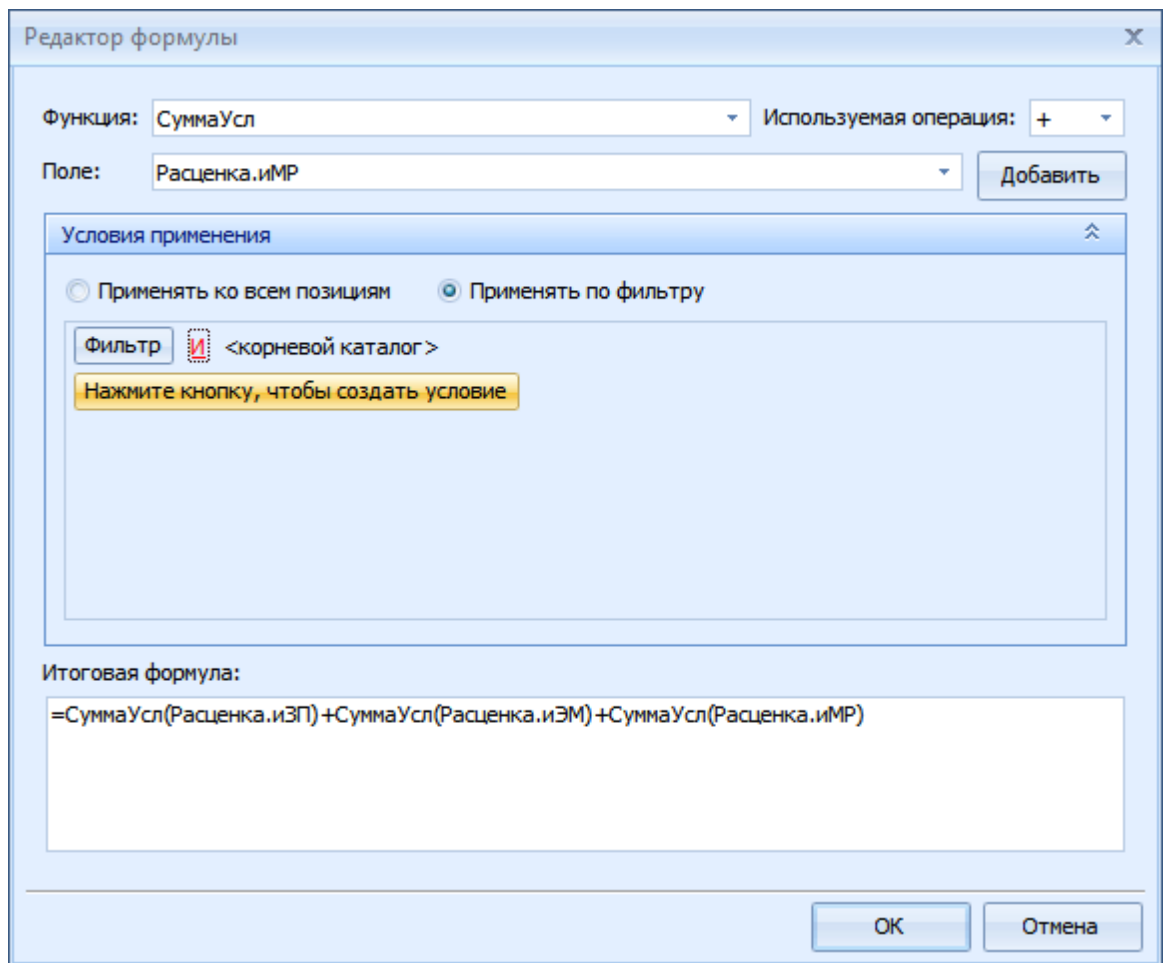 Редактор формулы
Функция: СуммаУсл Используемая операция: +
Поле: Расценка.иМР Добавить
Условия применения
Применять ко всем позициям Применять по фильтру
Фильтр И <корневой каталог>
Нажмите кнопку, чтобы создать условие
Итоговая формула:
=СуммаУсл(Расценка.иЗП)+СуммаУсл(Расценка.иЭМ)+СуммаУсл(Расценка.иМР)
ОК Отмена